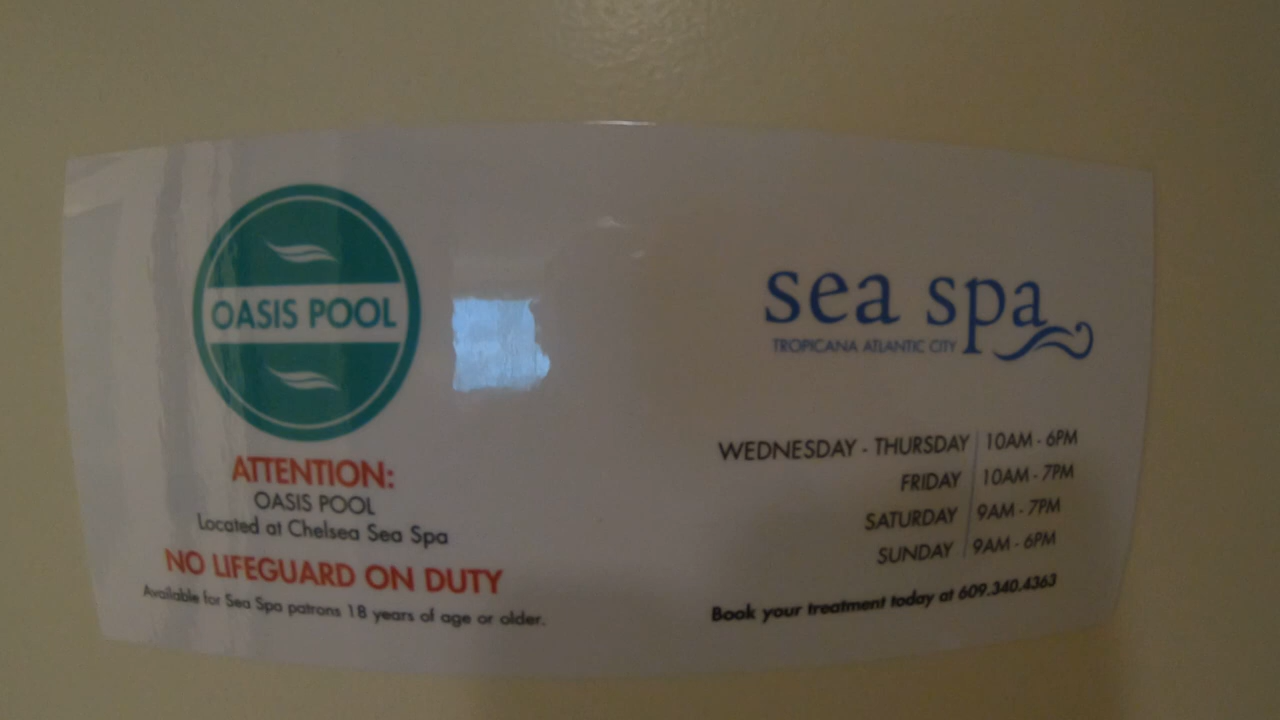 OASIS POOL
ATTENTION:
OASIS POOL
Located at Chelsea Sea Spa
NO LIFEGUARD ON DUTY
Available for Sea Spa patrons 18 years of age or older.
sea spa
TROPICANA ATLANTIC CITY
WEDNESDAY - THURSDAY 10AM - 6PM
FRIDAY 10AM - 7PM
SATURDAY 9AM - 7PM
SUNDAY 9AM - 6PM
Book your treatment today at 609.340.4363